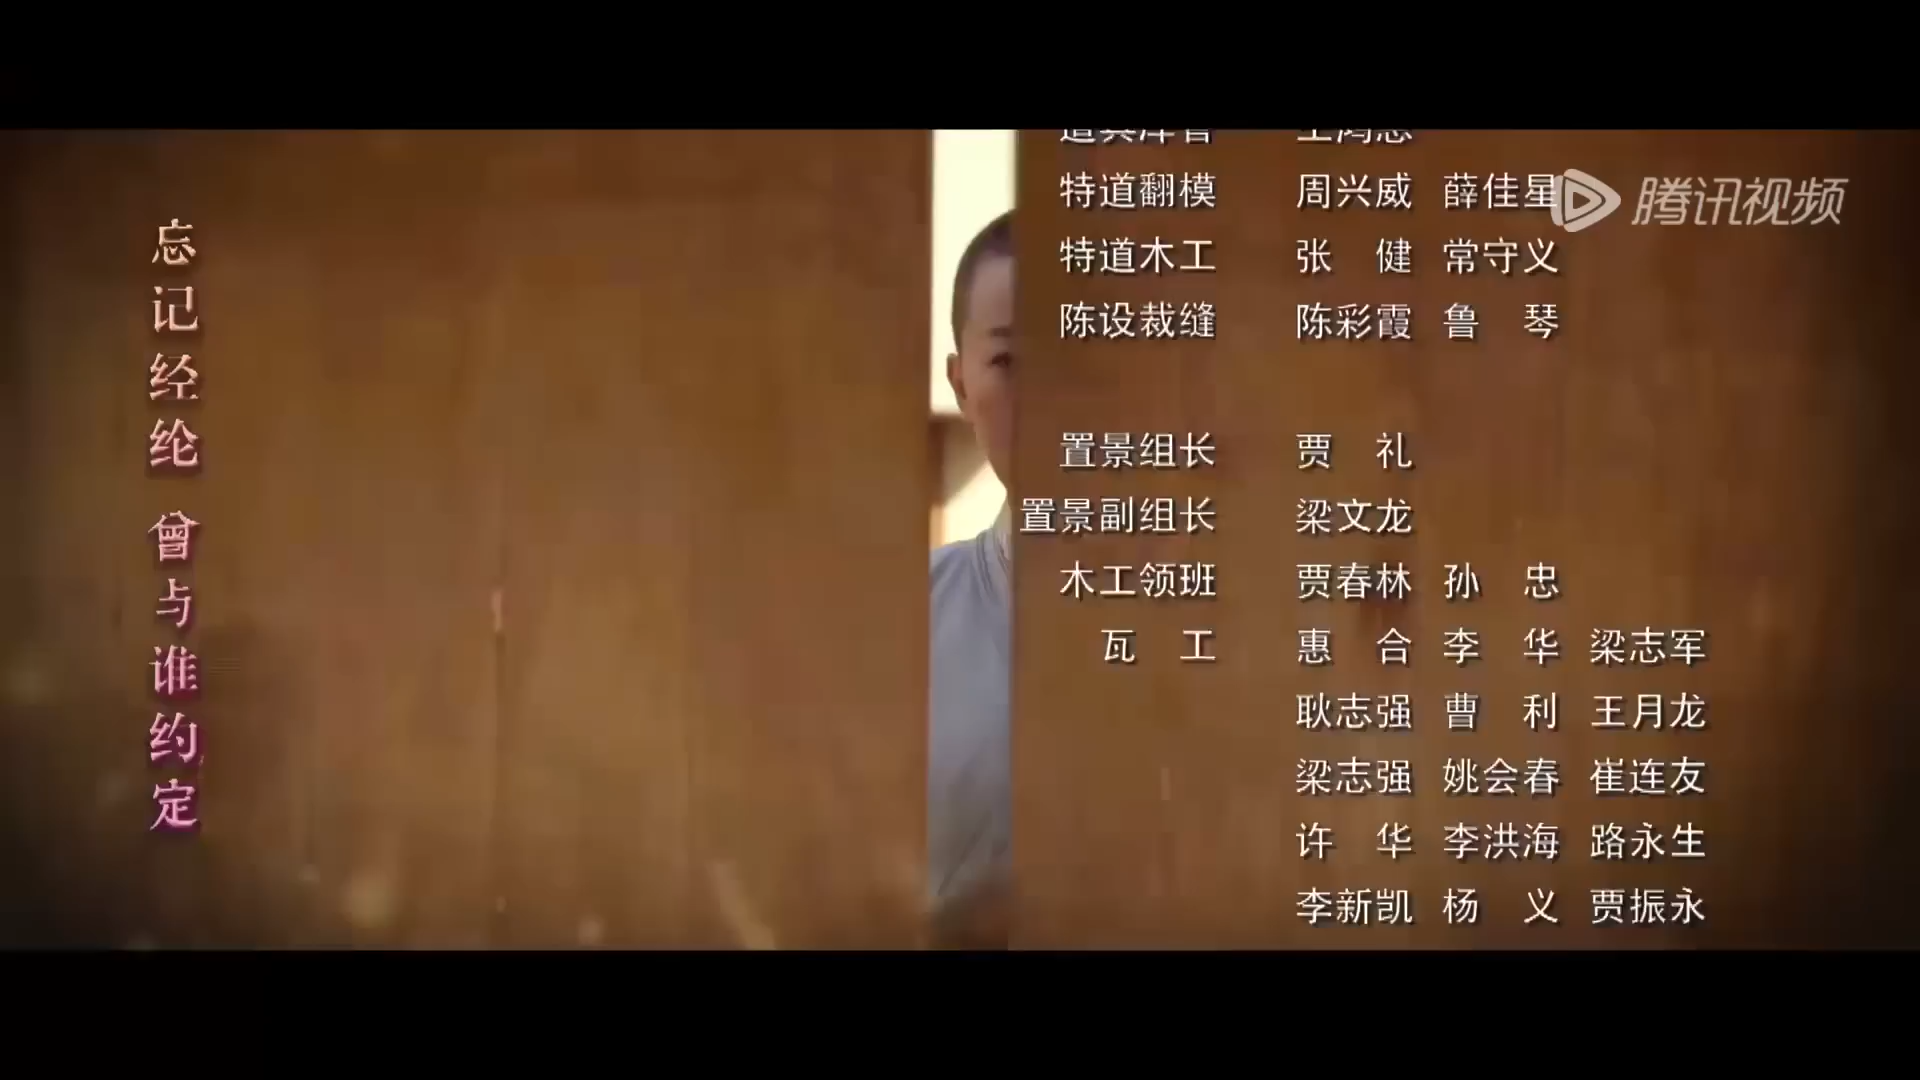 忘记经纶 曾与谁约定
腾讯视频
特道翻模 周兴威 薛佳星
特道木工 张 健 常守义
陈设裁缝 陈彩霞 鲁 琴
置景组长 贾 礼
置景副组长 梁文龙
木工领班 贾春林 孙 忠
瓦 工 惠 合 李 华 梁志军
耿志强 曹 利 王月龙
梁志强 姚会春 崔连友
许 华 李洪海 路永生
李新凯 杨 义 贾振永